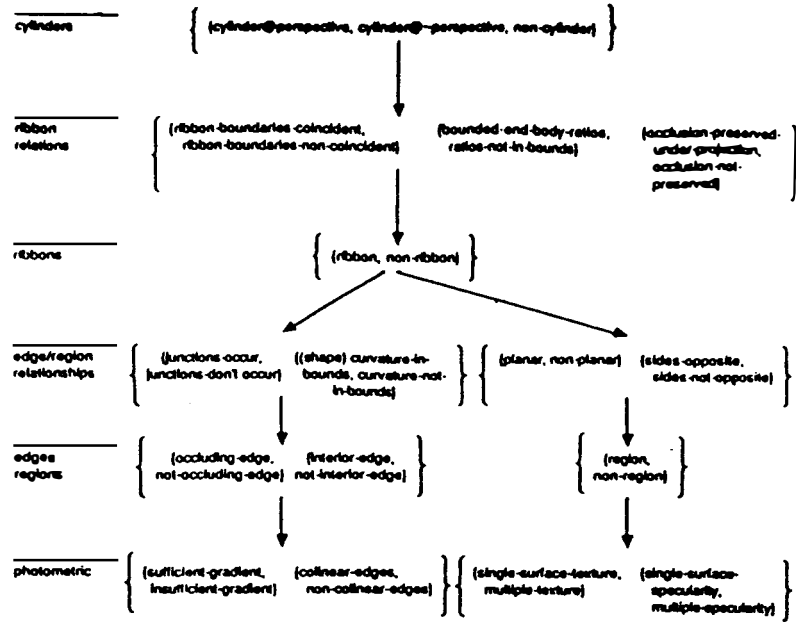 cylinders
{ {cylinder@perspective, cylinder@~perspective, non-cylinder} }
ribbon
relations
{ {ribbon-boundaries-coincident,
ribbon-boundaries-non-coincident}
{bounded-end-body-ratios,
ratios-not-in-bounds}
{occlusion-preserved-
under-projection,
occlusion-not-
preserved} }
ribbons
{ {ribbon, non-ribbon} }
edge/region
relationships
{ {junctions-occur,
junctions-don't occur}
{(shape) curvature-in-
bounds, curvature-not-
in-bounds} }
{ {planar, non-planar}
{sides-opposite,
sides-not-opposite} }
edges
regions
{ {occluding-edge,
not-occluding-edge}
{interior-edge,
not-interior-edge} }
{ {region,
non-region} }
photometric
{ {sufficient-gradient,
insufficient-gradient}
{colinear-edges,
non-colinear-edges} }
{ {single-surface-texture,
multiple-texture}
{single-surface-
specularity,
multiple-specularity} }